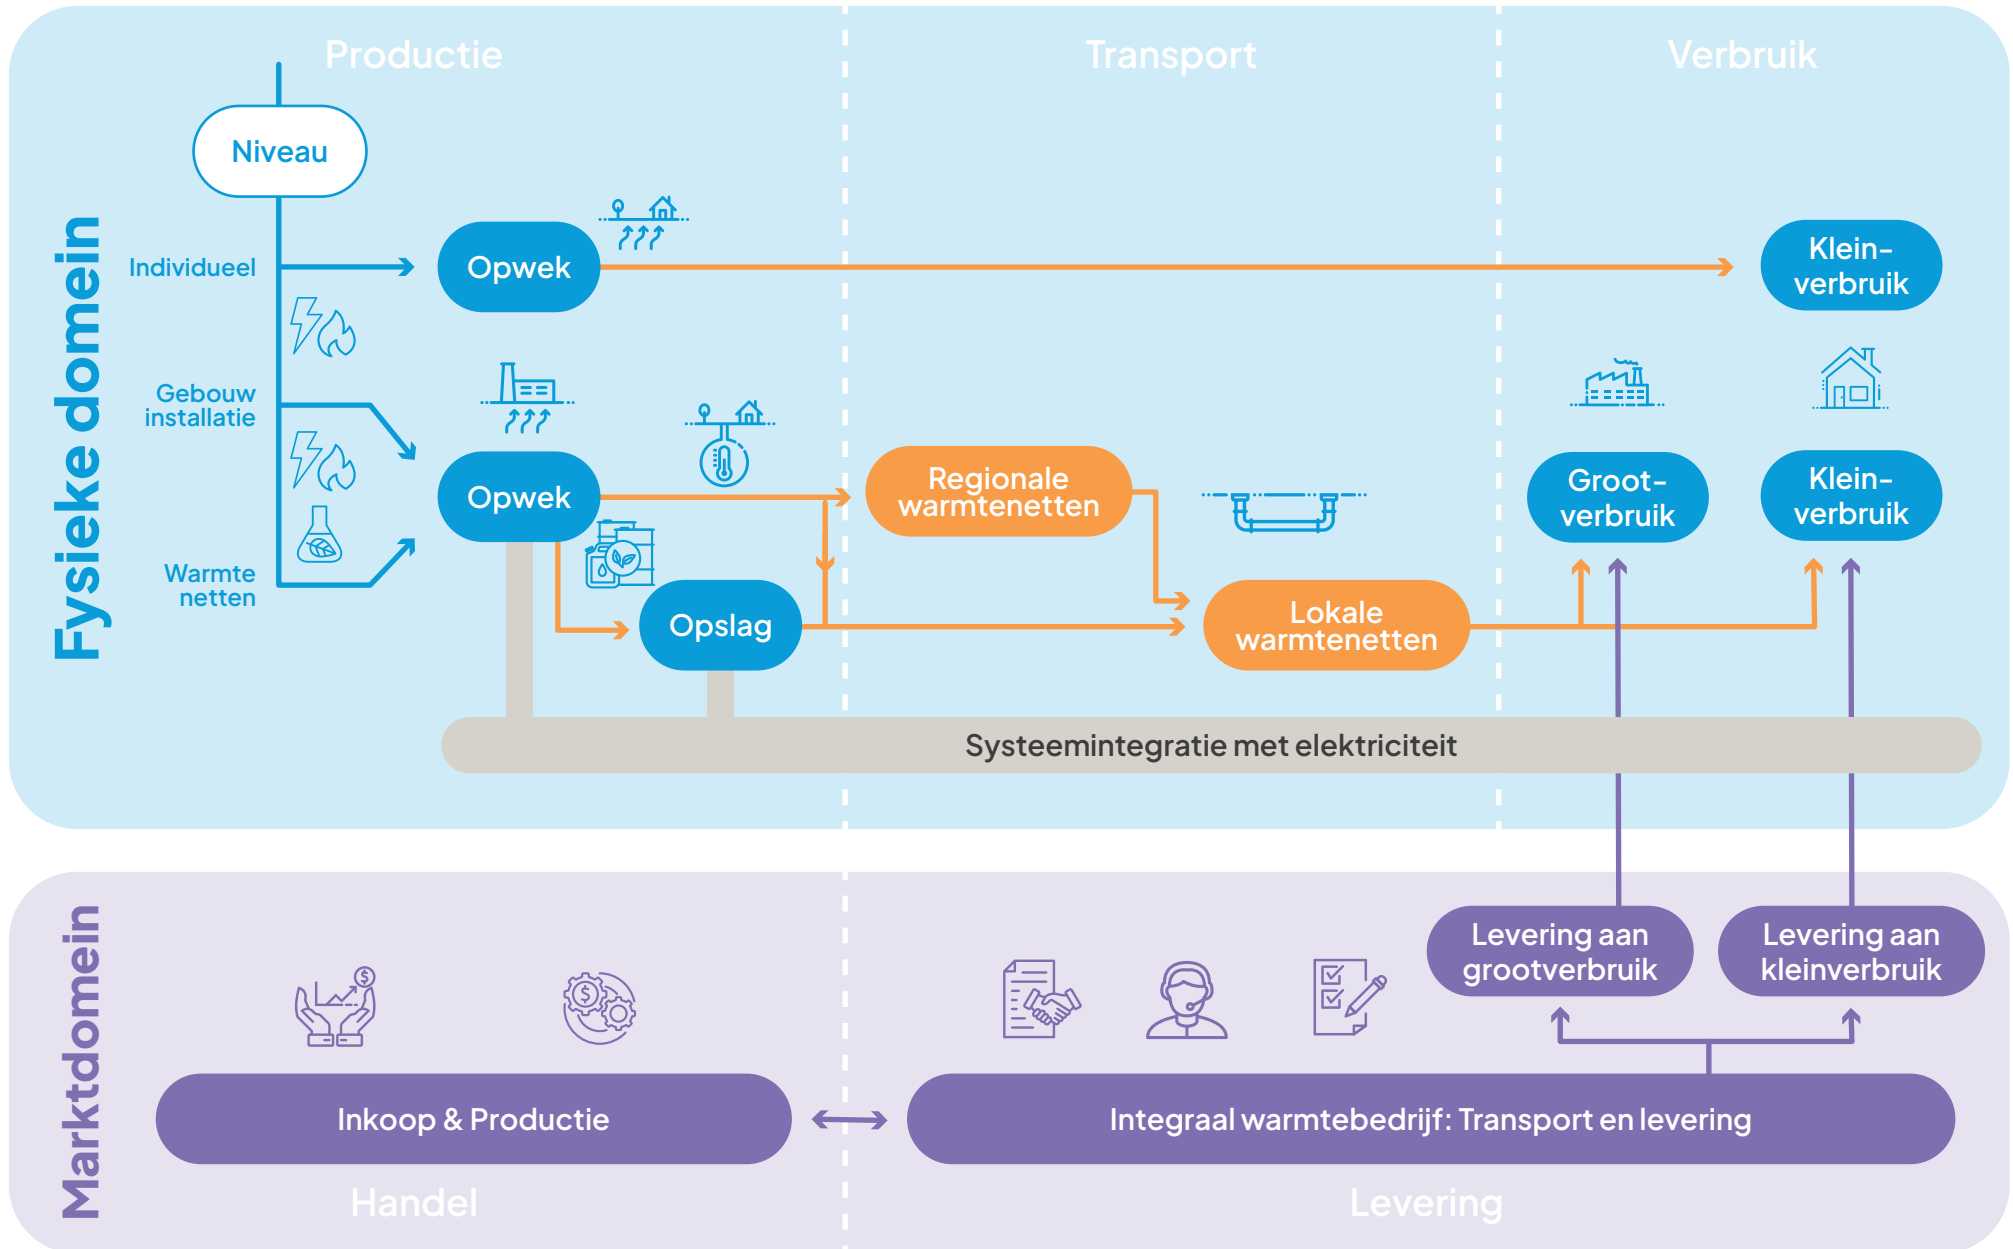 Productie
Transport
Verbruik
Fysieke domein
Niveau
Individueel
Opwek
Klein-
verbruik
Gebouw
installatie
Opwek
Regionale
warmtenetten
Groot-
verbruik
Klein-
verbruik
Warmte
netten
Opslag
Lokale
warmtenetten
Systeemintegratie met elektriciteit
Marktdomein
Levering aan
grootverbruik
Levering aan
kleinverbruik
$
$
Inkoop & Productie
Integraal warmtebedrijf: Transport en levering
Handel
Levering